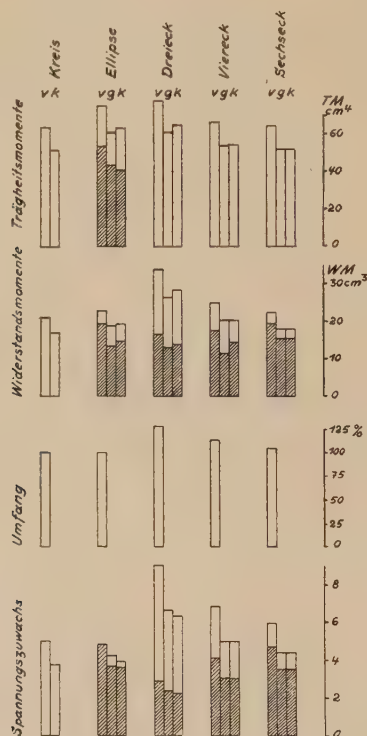 Kreis
Ellipse
Dreieck
Viereck
Sechseck
v k
v g k
v g k
v g k
v g k
Trägheitsmomente
TM
cm⁴
60
40
20
0
Widerstandsmomente
WM
30cm³
20
10
0
Umfang
125 %
100
75
50
25
0
Spannungszuwachs
8
6
4
2
0